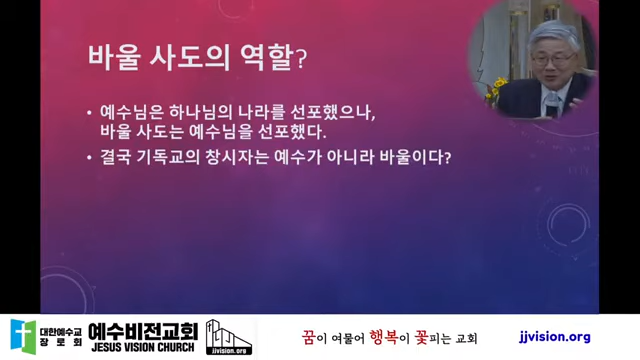 바울 사도의 역할?
• 예수님은 하나님의 나라를 선포했으나,
바울 사도는 예수님을 선포했다.
• 결국 기독교의 창시자는 예수가 아니라 바울이다?
대한예수교
장로회
예수비전교회
JESUS VISION CHURCH
jjvision.org
꿈이 여물어 행복이 꽃피는 교회
jjvision.org